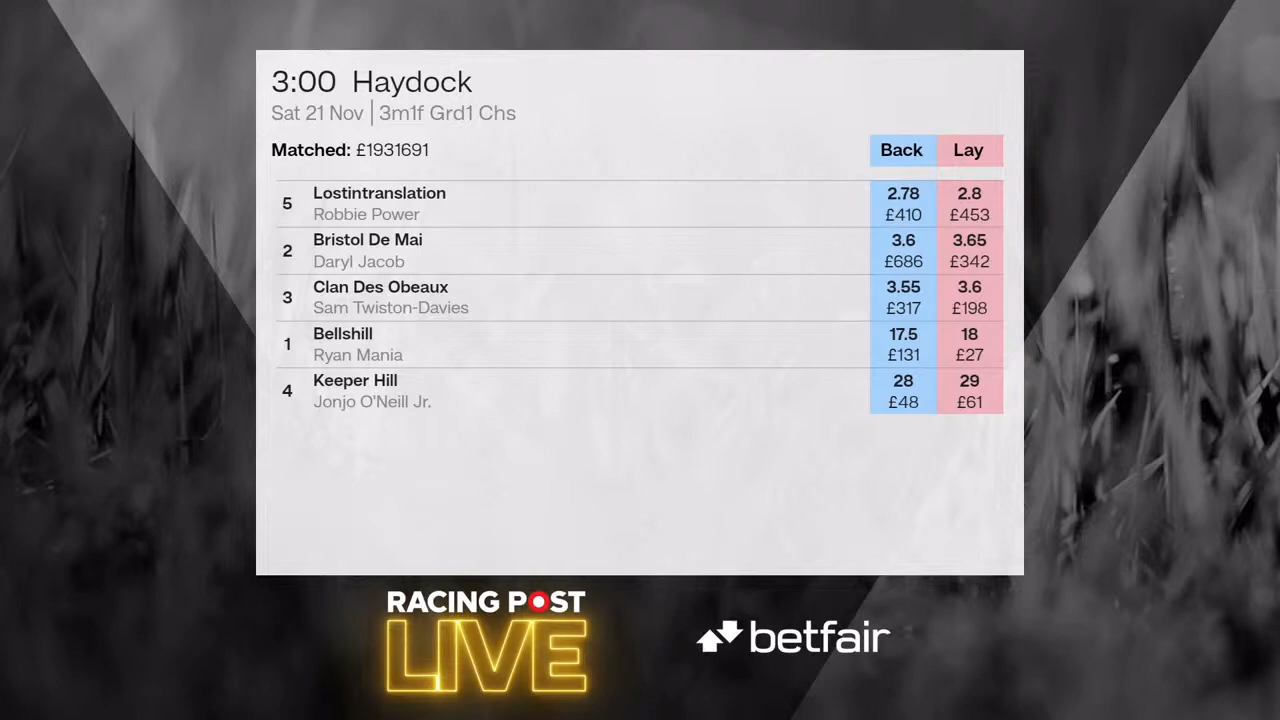 3:00 Haydock
Sat 21 Nov | 3m1f Grd1 Chs
Matched: £1931691
Back Lay
5 Lostintranslation 2.78 2.8
Robbie Power £410 £453
2 Bristol De Mai 3.6 3.65
Daryl Jacob £686 £342
3 Clan Des Obeaux 3.55 3.6
Sam Twiston-Davies £317 £198
1 Bellshill 17.5 18
Ryan Mania £131 £27
4 Keeper Hill 28 29
Jonjo O'Neill Jr. £48 £61
RACING POST
LIVE
betfair